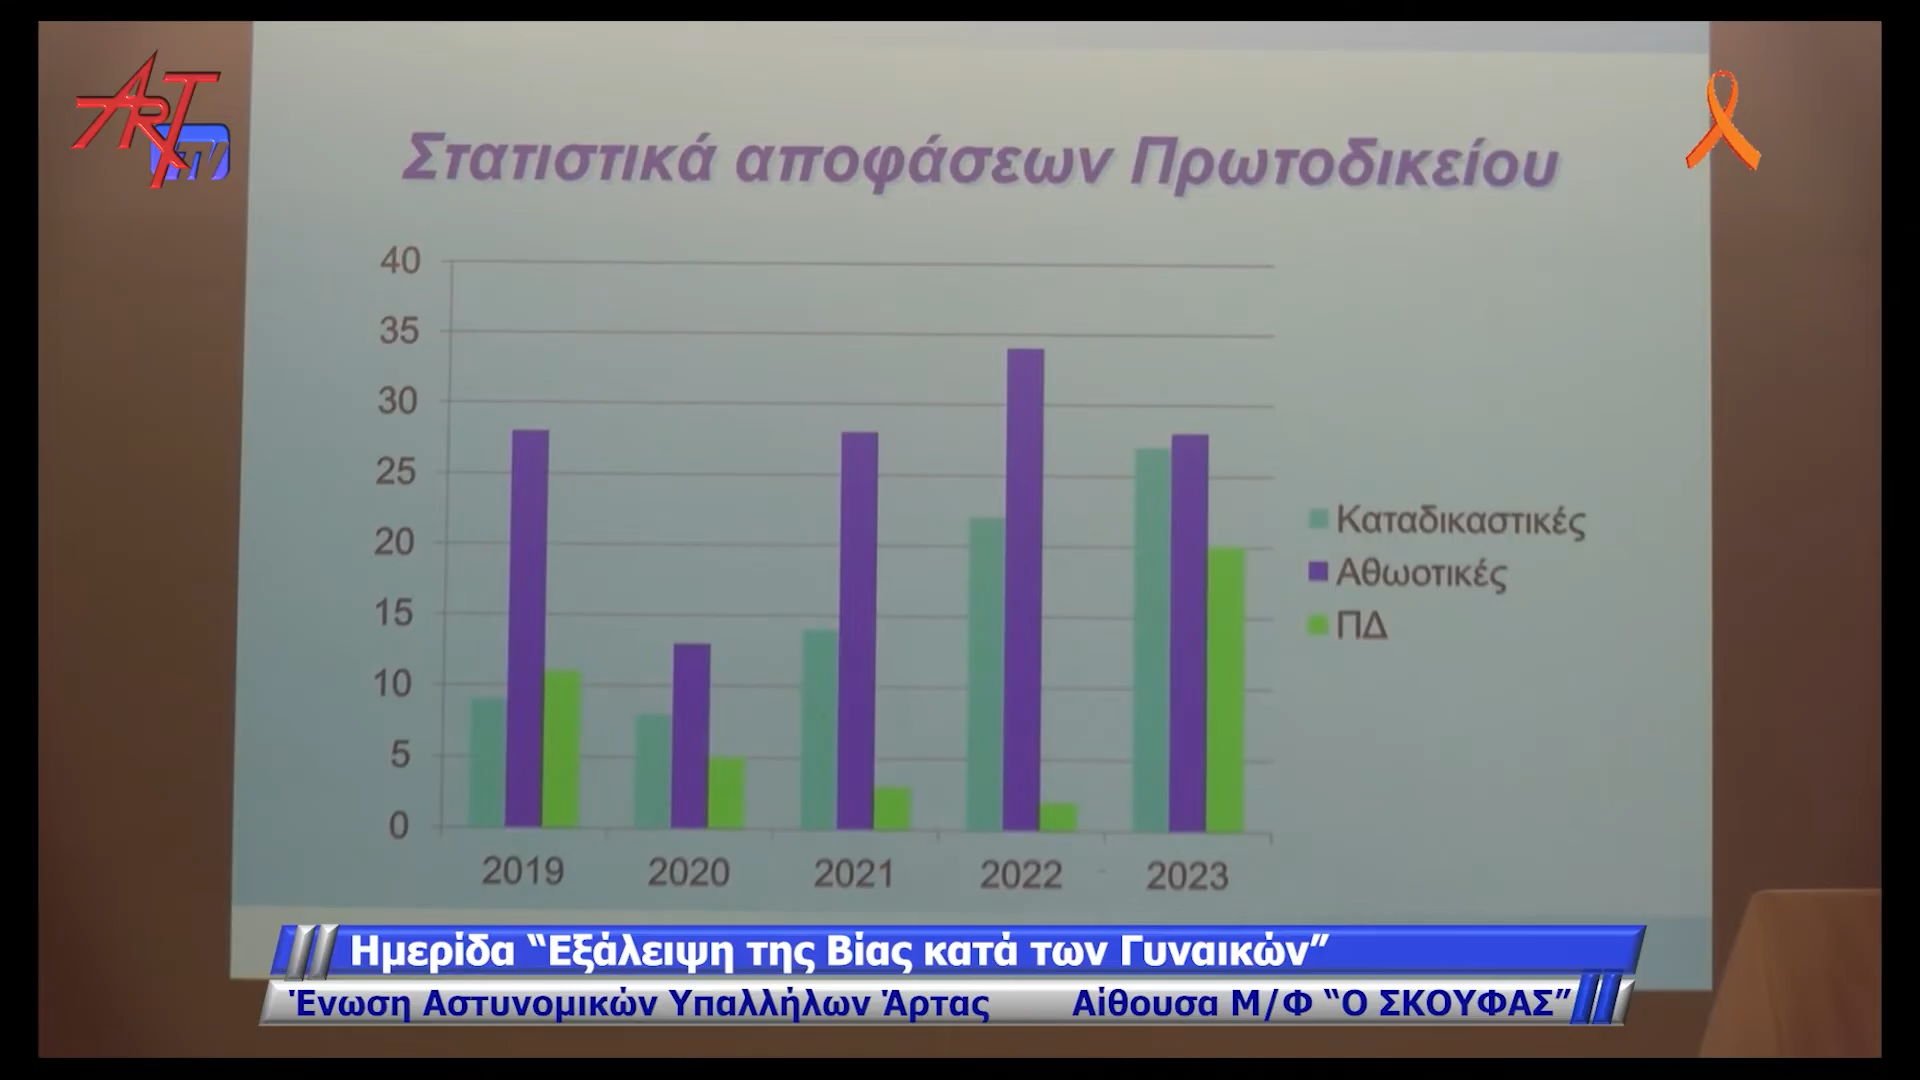 ART TV
Στατιστικά αποφάσεων Πρωτοδικείου
40
35
30
25
20
15
10
5
0
2019 2020 2021 2022 2023
Καταδικαστικές
Αθωοτικές
ΠΔ
Ημερίδα “Εξάλειψη της Βίας κατά των Γυναικών”
Ένωση Αστυνομικών Υπαλλήλων Άρτας Αίθουσα Μ/Φ “Ο ΣΚΟΥΦΑΣ”